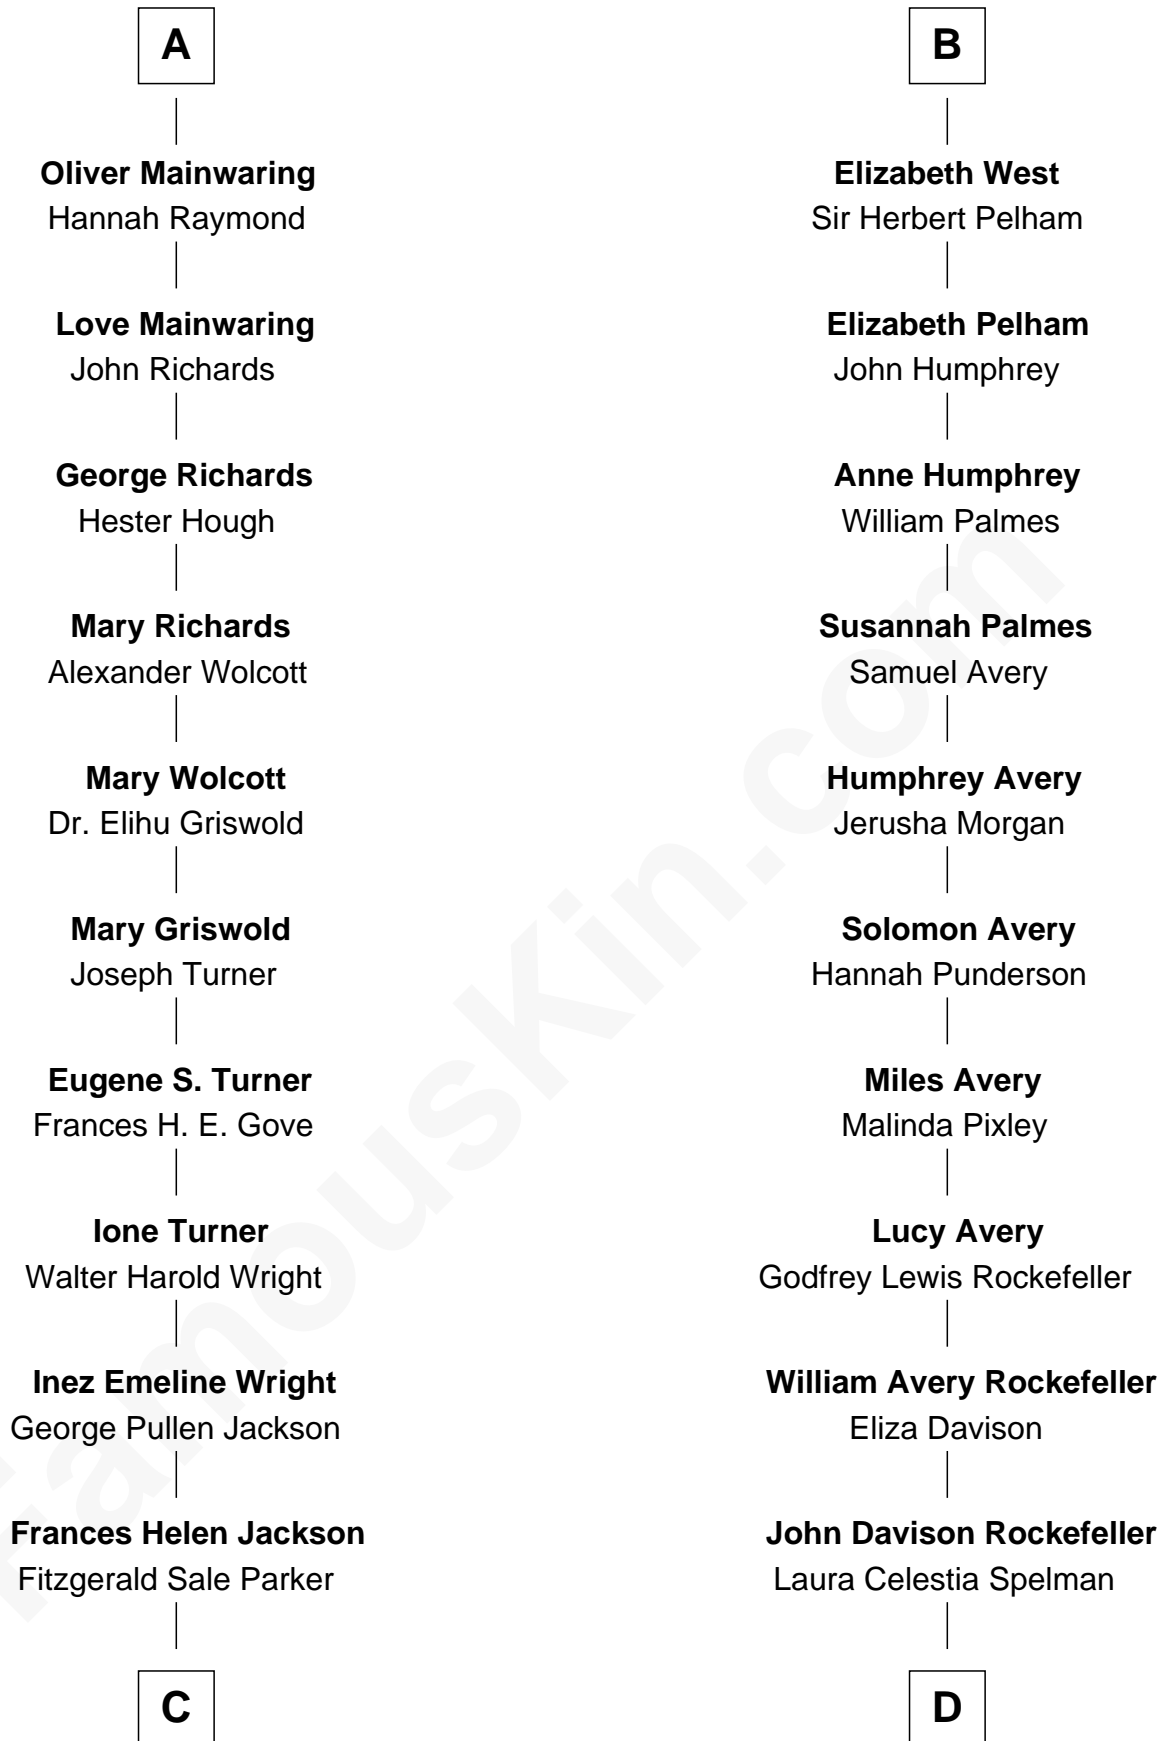 A
Oliver Mainwaring
Hannah Raymond
Love Mainwaring
John Richards
George Richards
Hester Hough
Mary Richards
Alexander Wolcott
Mary Wolcott
Dr. Elihu Griswold
Mary Griswold
Joseph Turner
Eugene S. Turner
Frances H. E. Gove
Ione Turner
Walter Harold Wright
Inez Emeline Wright
George Pullen Jackson
Frances Helen Jackson
Fitzgerald Sale Parker
C
B
Elizabeth West
Sir Herbert Pelham
Elizabeth Pelham
John Humphrey
Anne Humphrey
William Palmes
Susannah Palmes
Samuel Avery
Humphrey Avery
Jerusha Morgan
Solomon Avery
Hannah Punderson
Miles Avery
Malinda Pixley
Lucy Avery
Godfrey Lewis Rockefeller
William Avery Rockefeller
Eliza Davison
John Davison Rockefeller
Laura Celestia Spelman
D
FamousKin.com